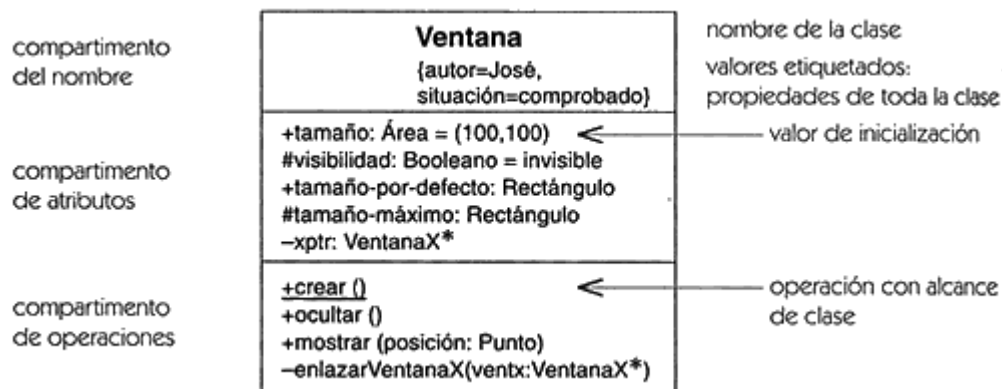 compartimento
del nombre
Ventana
{autor=José,
situación=comprobado}
nombre de la clase
valores etiquetados:
propiedades de toda la clase
compartimento
de atributos
+tamaño: Área = (100,100)
#visibilidad: Booleano = invisible
+tamaño-por-defecto: Rectángulo
#tamaño-máximo: Rectángulo
–xptr: VentanaX*
valor de inicialización
compartimento
de operaciones
+crear ()
+ocultar ()
+mostrar (posición: Punto)
–enlazarVentanaX(ventx:VentanaX*)
operación con alcance
de clase